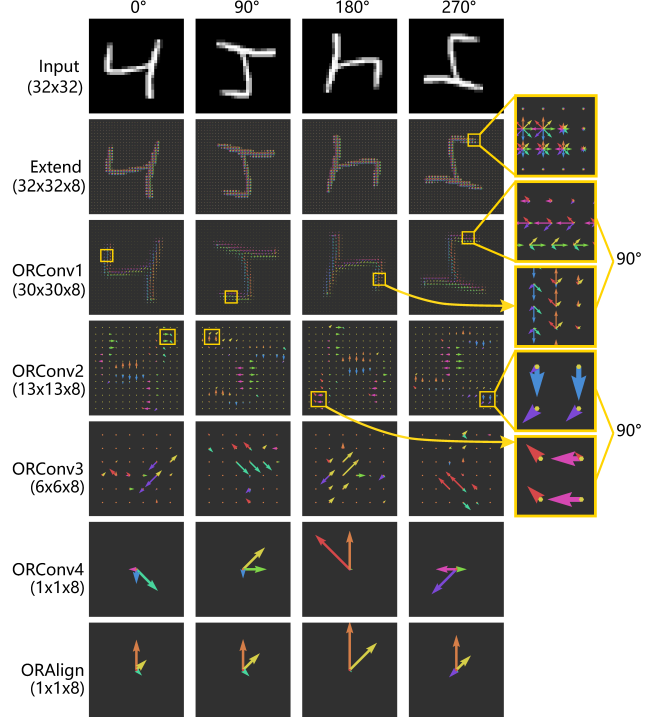 0° 90° 180° 270°
Input
(32x32)
Extend
(32x32x8)
ORConv1
(30x30x8)
90°
ORConv2
(13x13x8)
90°
ORConv3
(6x6x8)
ORConv4
(1x1x8)
ORAlign
(1x1x8)